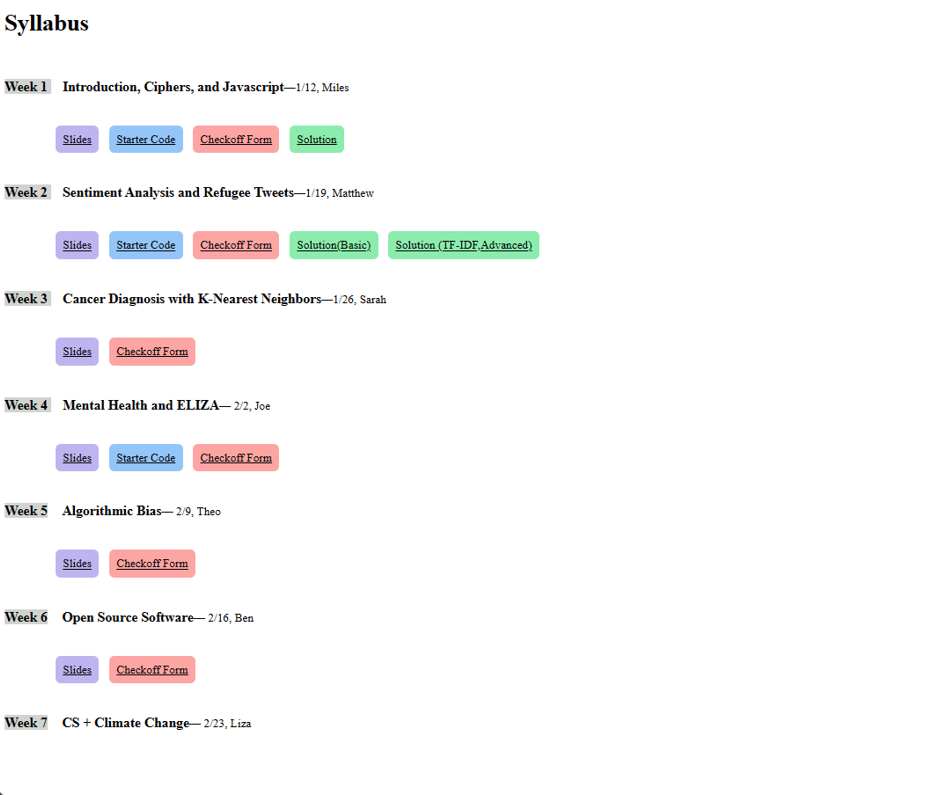 Syllabus
Week 1 Introduction, Ciphers, and Javascript—1/12, Miles
Slides Starter Code Checkoff Form Solution
Week 2 Sentiment Analysis and Refugee Tweets—1/19, Matthew
Slides Starter Code Checkoff Form Solution(Basic) Solution (TF-IDF,Advanced)
Week 3 Cancer Diagnosis with K-Nearest Neighbors—1/26, Sarah
Slides Checkoff Form
Week 4 Mental Health and ELIZA— 2/2, Joe
Slides Starter Code Checkoff Form
Week 5 Algorithmic Bias— 2/9, Theo
Slides Checkoff Form
Week 6 Open Source Software— 2/16, Ben
Slides Checkoff Form
Week 7 CS + Climate Change— 2/23, Liza